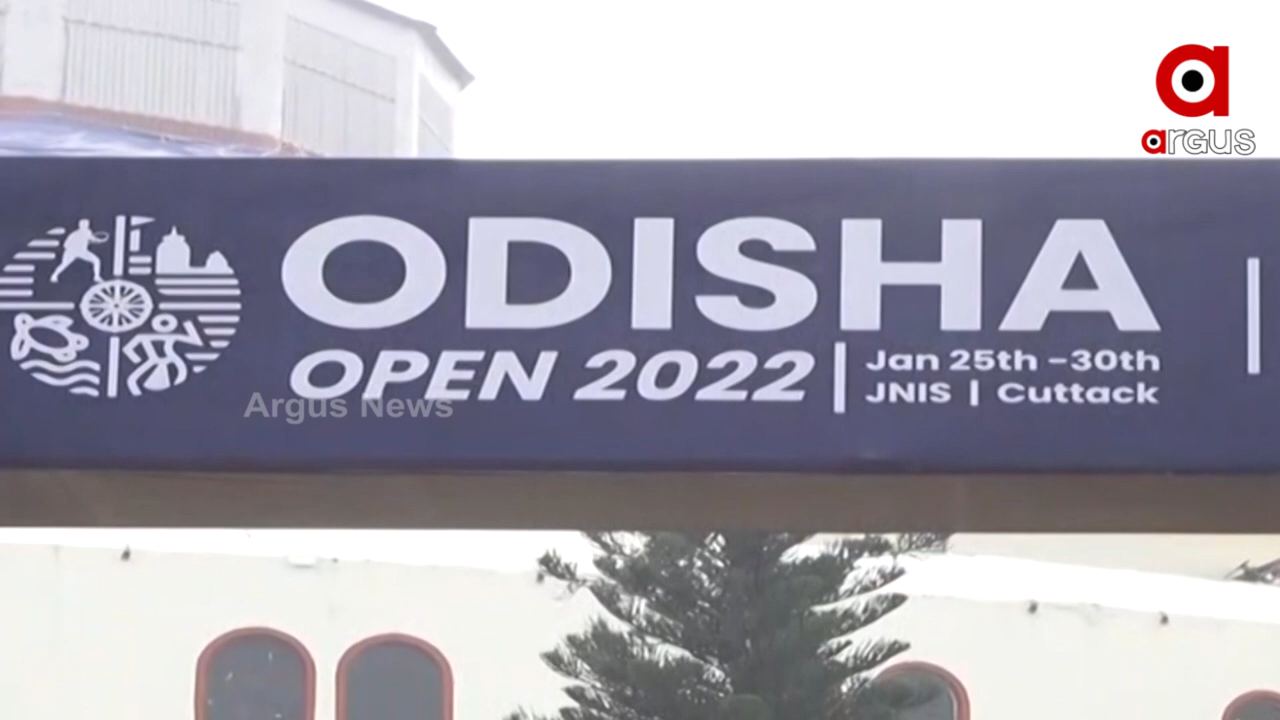 argus
ODISHA
OPEN 2022
Jan 25th -30th
JNIS | Cuttack
Argus News